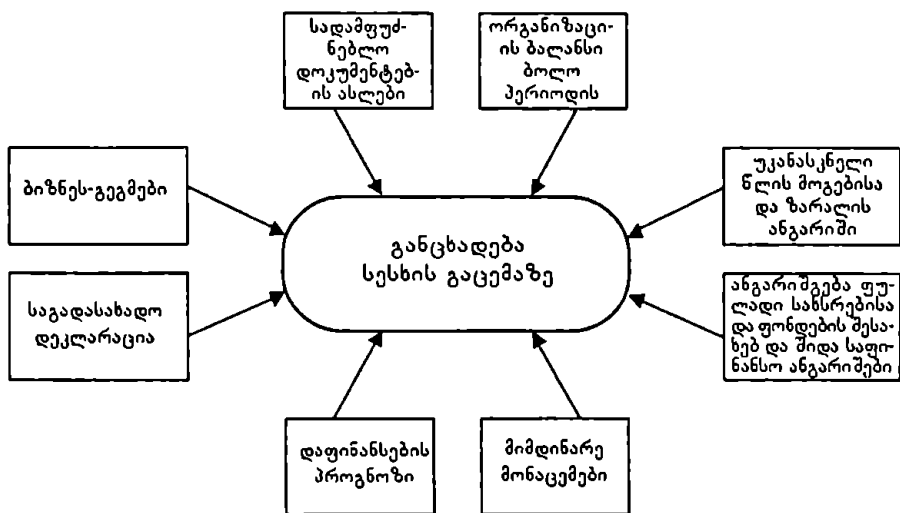 სადამფუძ-
ნებლო
დოკუმენტებ-
ის ასლები
ორგანიზაცი-
ის ბალანსი
ბოლო
პერიოდის
ბიზნეს-გეგმები
უკანასკნელი
წლის მოგებისა
და ზარალის
ანგარიში
განცხადება
სესხის გაცემაზე
საგადასახადო
დეკლარაცია
ანგარიშგება ფუ-
ლადი სახსრებისა
და ფონდების შესა-
ხებ და შიდა საფი-
ნანსო ანგარიშები
დაფინანსების
პროგნოზი
მიმდინარე
მონაცემები